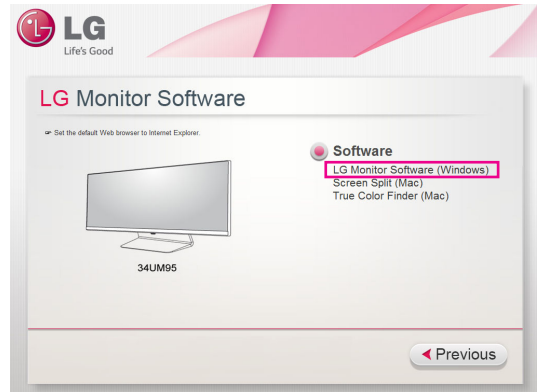 LG
Life's Good
LG Monitor Software
☞ Set the default Web browser to Internet Explorer.
Software
LG Monitor Software (Windows)
Screen Split (Mac)
True Color Finder (Mac)
34UM95
Previous